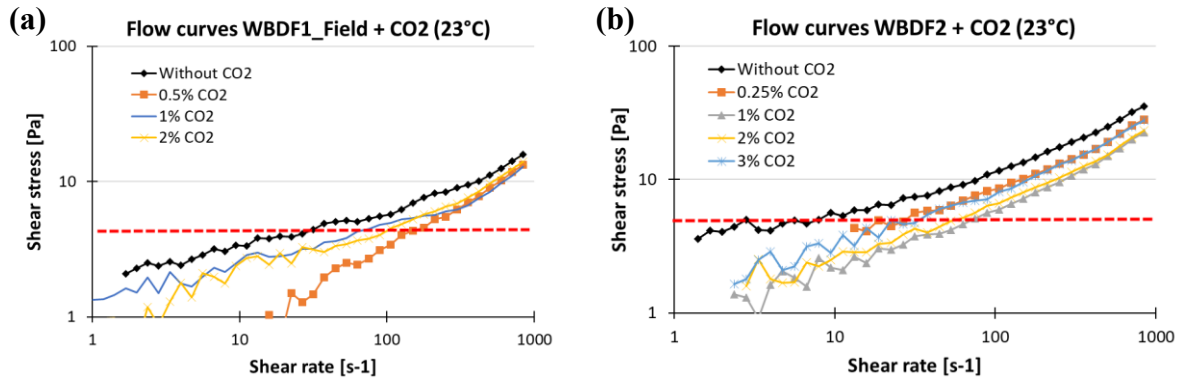 (a)
Flow curves WBDF1_Field + CO2 (23°C)
100
10
1
Shear stress [Pa]
Without CO2
0.5% CO2
1% CO2
2% CO2
1
10
100
1000
Shear rate [s-1]
(b)
Flow curves WBDF2 + CO2 (23°C)
100
10
1
Shear stress [Pa]
Without CO2
0.25% CO2
1% CO2
2% CO2
3% CO2
1
10
100
1000
Shear rate [s-1]